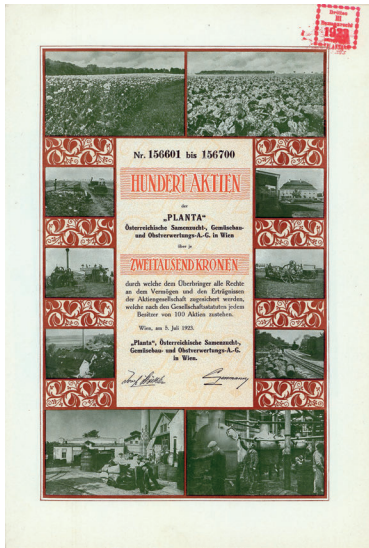 1923
Nr. 156601 bis 156700
HUNDERT AKTIEN
der
„PLANTA“
Österreichische Samenzucht-, Gemüsebau-
und Obstverwertungs-A.-G. in Wien
über je
ZWEITAUSEND KRONEN
durch welche dem Überbringer alle Rechte
an dem Vermögen und den Erträgnissen
der Aktiengesellschaft zugesichert werden,
welche nach den Gesellschaftsstatuten jedem
Besitzer von 100 Aktien zustehen.
Wien, am 5. Juli 1923.
„Planta“, Österreichische Samenzucht-,
Gemüsebau- und Obstverwertungs-A.-G.
in Wien.